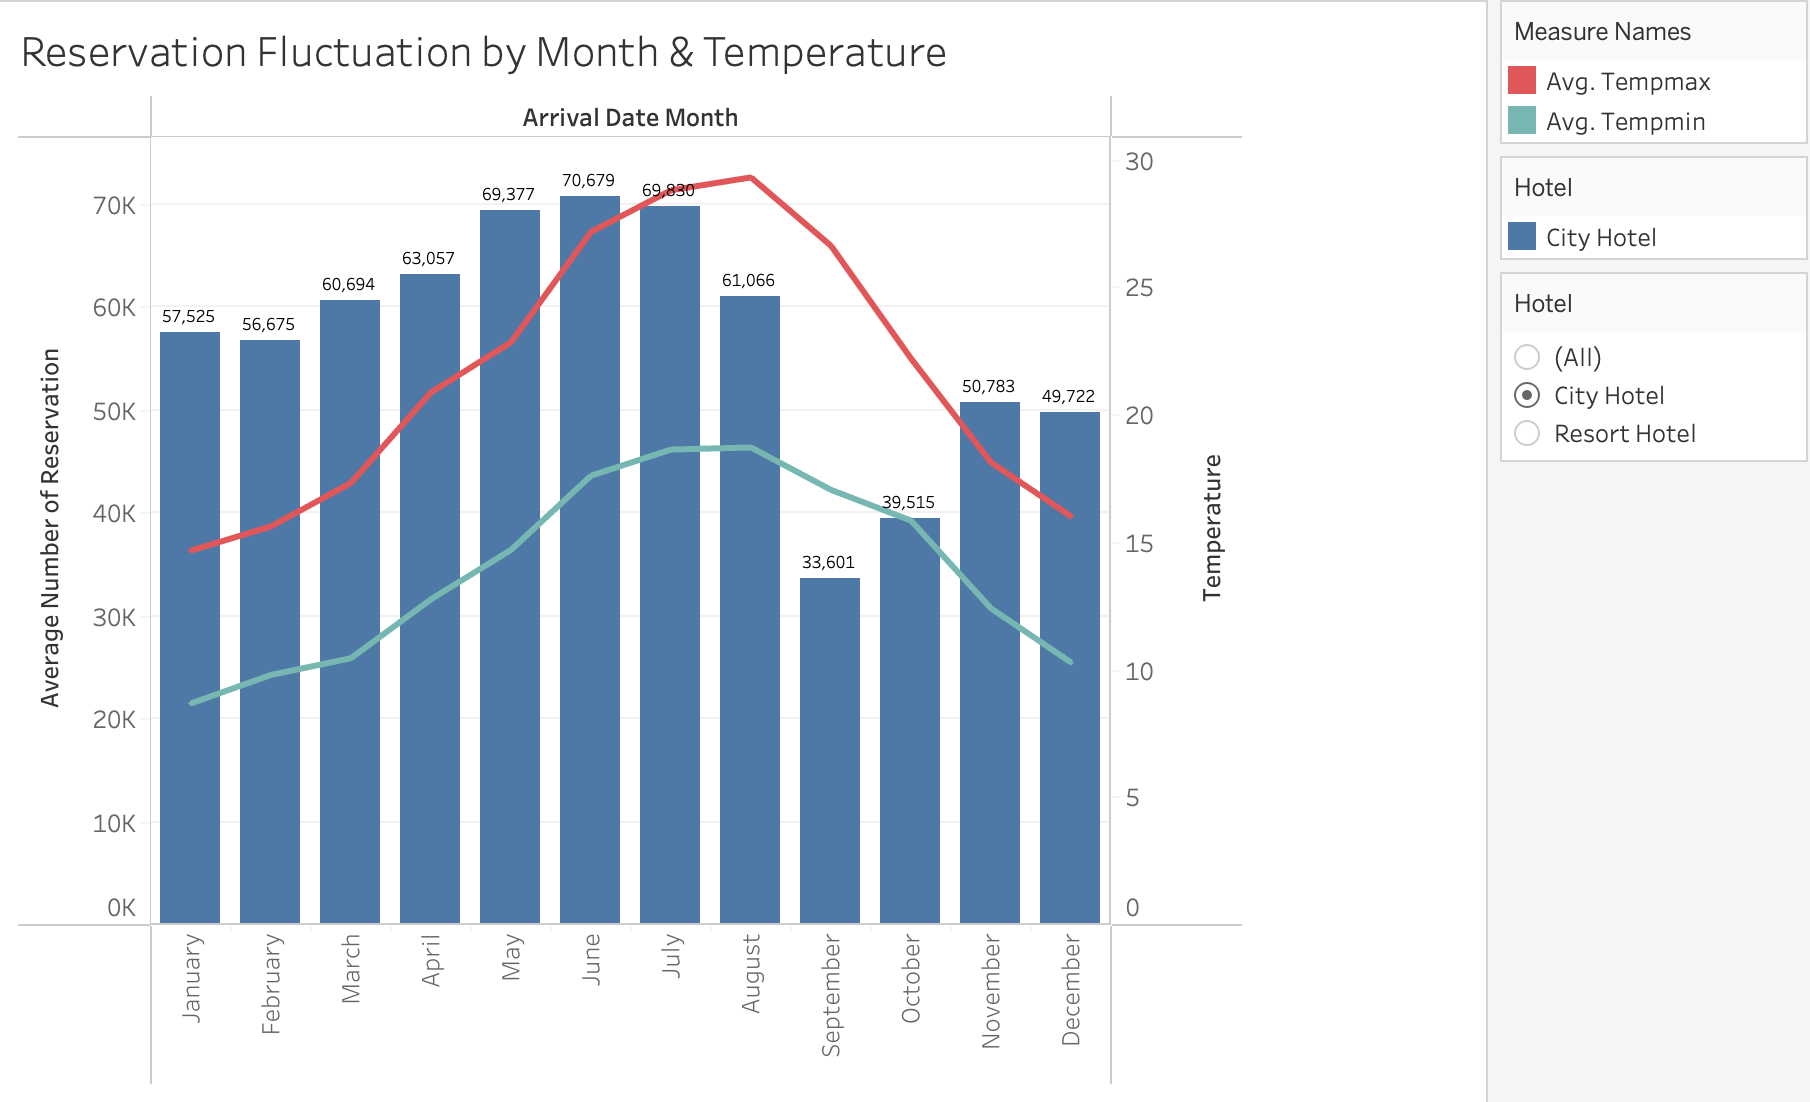 Reservation Fluctuation by Month & Temperature
Arrival Date Month
Average Number of Reservation
70K
60K
50K
40K
30K
20K
10K
0K
57,525
56,675
60,694
63,057
69,377
70,679
69,830
61,066
33,601
39,515
50,783
49,722
30
25
20
15
10
5
0
Temperature
January
February
March
April
May
June
July
August
September
October
November
December
Measure Names
Avg. Tempmax
Avg. Tempmin
Hotel
City Hotel
Hotel
(All)
City Hotel
Resort Hotel